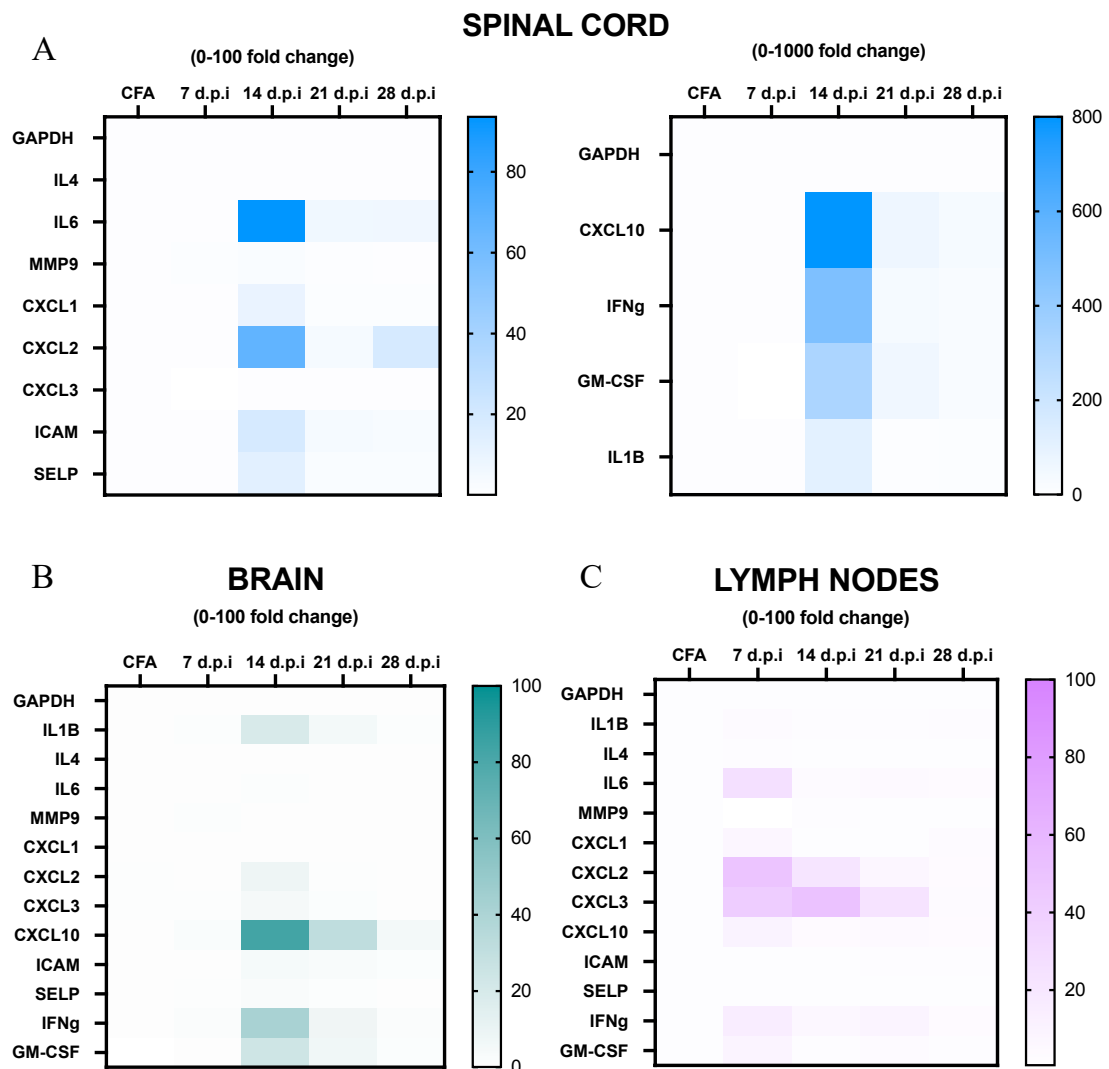 SPINAL CORD
A
(0-100 fold change)
(0-1000 fold change)
CFA 7 d.p.i 14 d.p.i 21 d.p.i 28 d.p.i
CFA 7 d.p.i 14 d.p.i 21 d.p.i 28 d.p.i
GAPDH
IL4
IL6
MMP9
CXCL1
CXCL2
CXCL3
ICAM
SELP
80
60
40
20
GAPDH
CXCL10
IFNg
GM-CSF
IL1B
800
600
400
200
0
B
BRAIN
(0-100 fold change)
CFA 7 d.p.i 14 d.p.i 21 d.p.i 28 d.p.i
GAPDH
IL1B
IL4
IL6
MMP9
CXCL1
CXCL2
CXCL3
CXCL10
ICAM
SELP
IFNg
GM-CSF
100
80
60
40
20
0
C
LYMPH NODES
(0-100 fold change)
CFA 7 d.p.i 14 d.p.i 21 d.p.i 28 d.p.i
GAPDH
IL1B
IL4
IL6
MMP9
CXCL1
CXCL2
CXCL3
CXCL10
ICAM
SELP
IFNg
GM-CSF
100
80
60
40
20